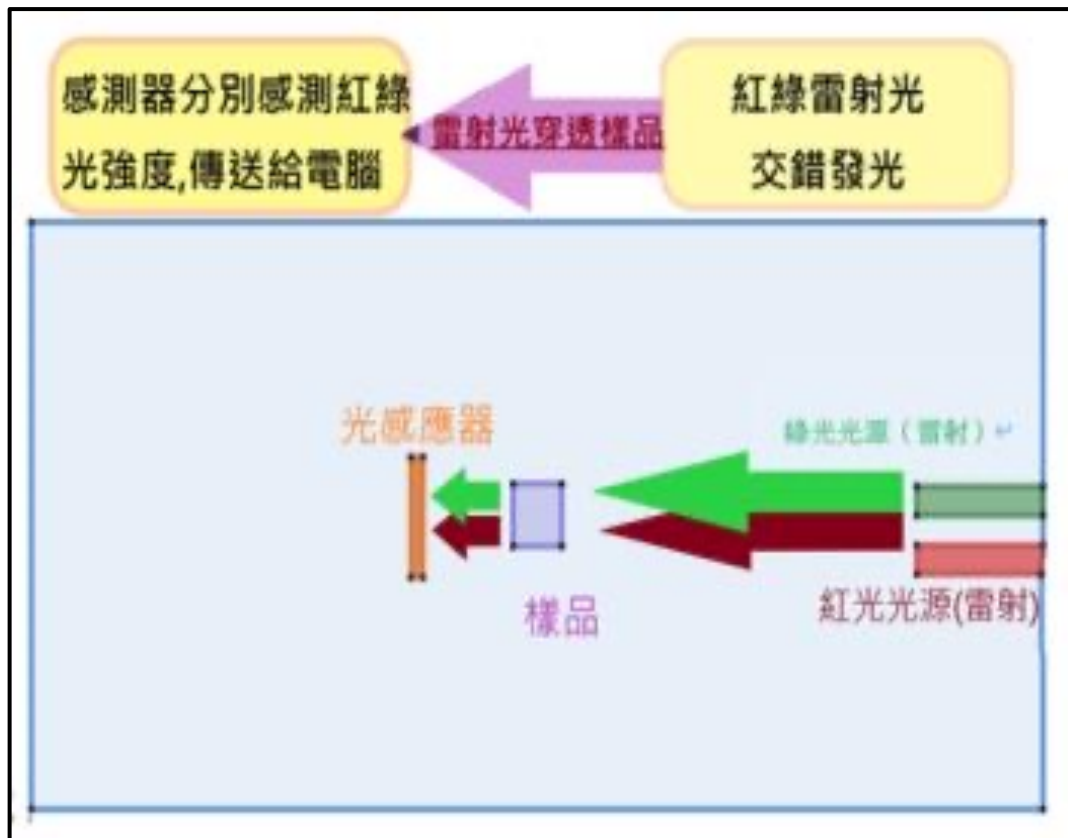 感測器分別感測紅綠
光強度,傳送給電腦
雷射光穿透樣品
紅綠雷射光
交錯發光
光感應器
綠光光源（雷射）↵
樣品
紅光光源(雷射)